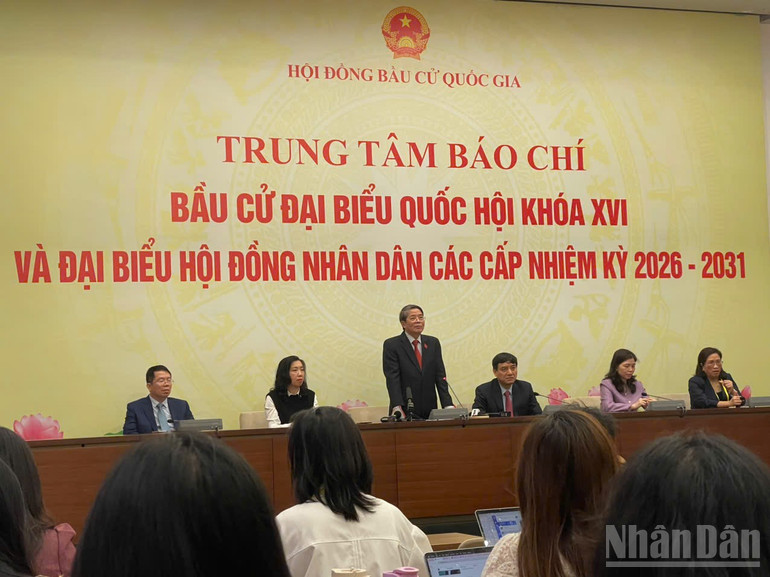 HỘI ĐỒNG BẦU CỬ QUỐC GIA
TRUNG TÂM BÁO CHÍ
BẦU CỬ ĐẠI BIỂU QUỐC HỘI KHÓA XVI
VÀ ĐẠI BIỂU HỘI ĐỒNG NHÂN DÂN CÁC CẤP NHIỆM KỲ 2026 - 2031
NhânDân